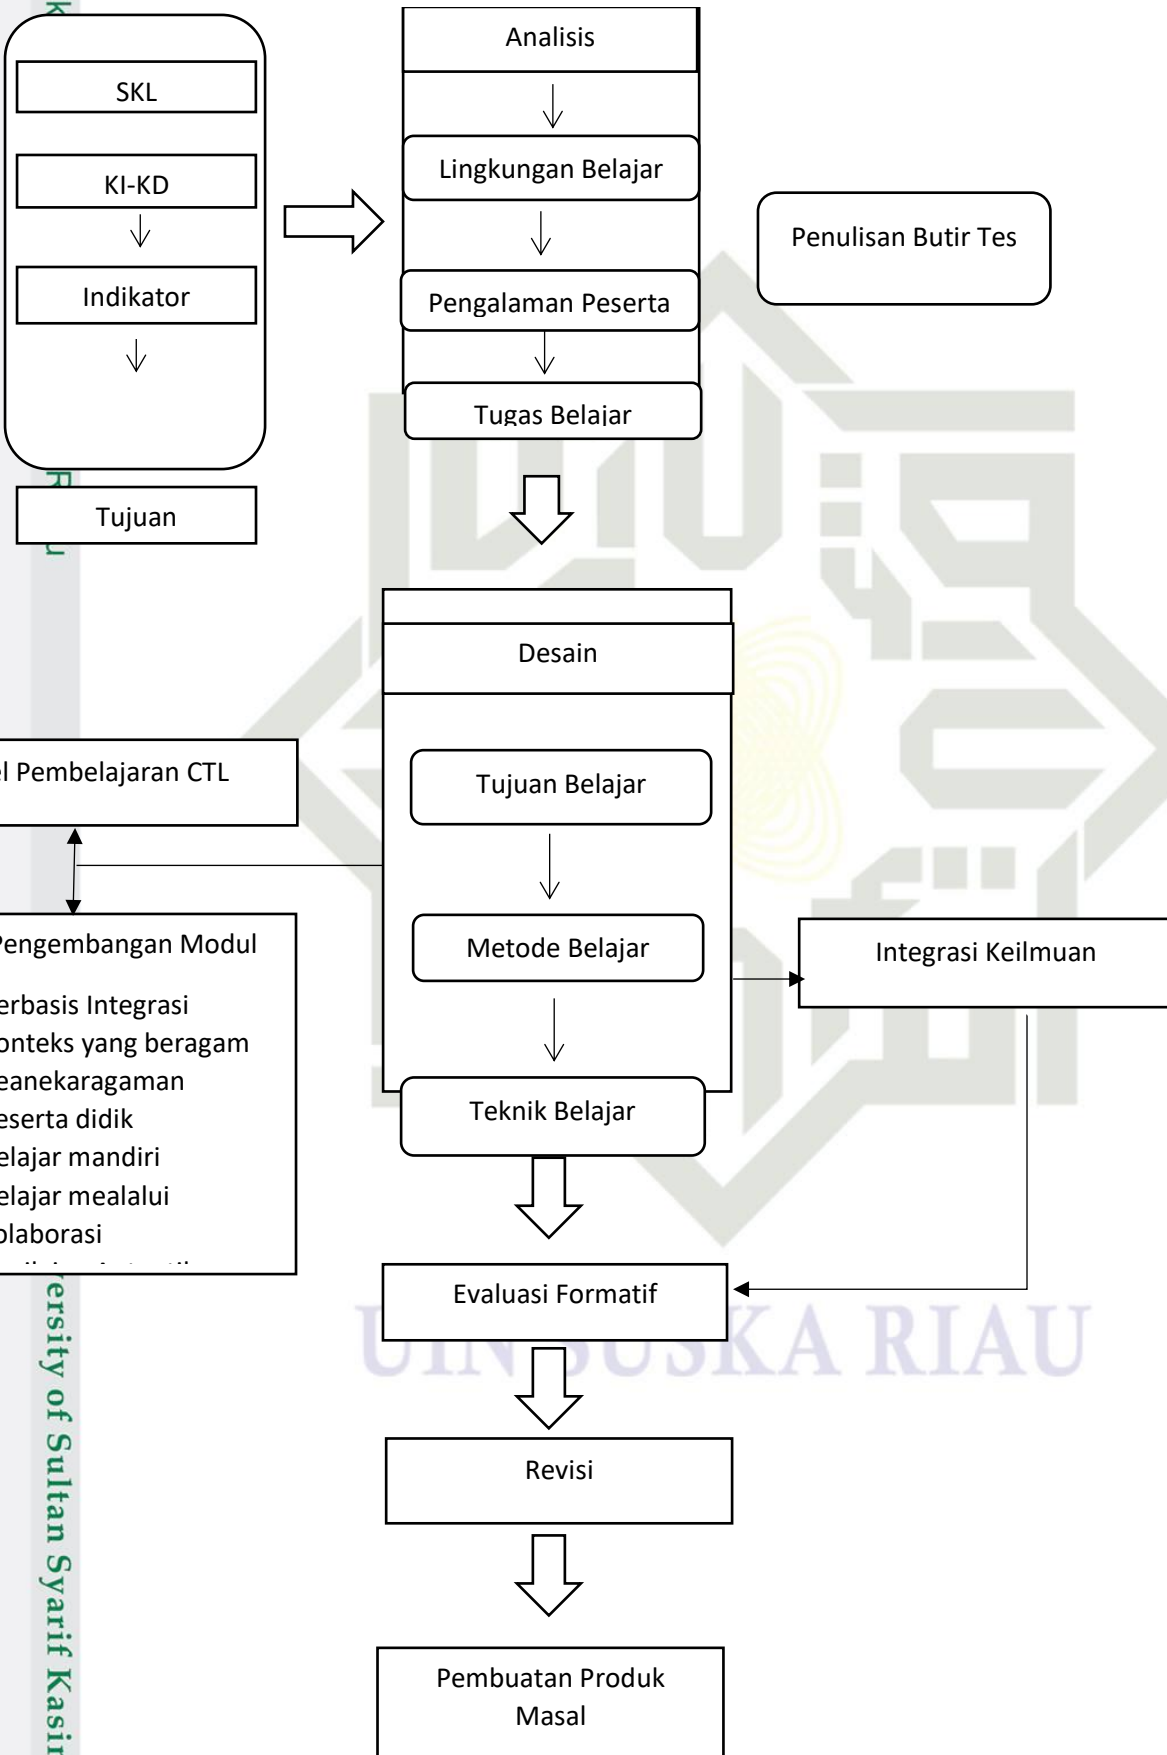 SKL
KI-KD
Indikator
Tujuan
Analisis
Lingkungan Belajar
Pengalaman Peserta
Tugas Belajar
Penulisan Butir Tes
Desain
Tujuan Belajar
Metode Belajar
Teknik Belajar
Pembelajaran CTL
Pengembangan Modul
erbasis Integrasi
onteks yang beragam
eanekaragaman
eserta didik
elajar mandiri
elajar mealalui
olaborasi
Integrasi Keilmuan
Evaluasi Formatif
Revisi
Pembuatan Produk
Masal
UIN SUSKA RIAU
ersity of Sultan Syarif Kasim